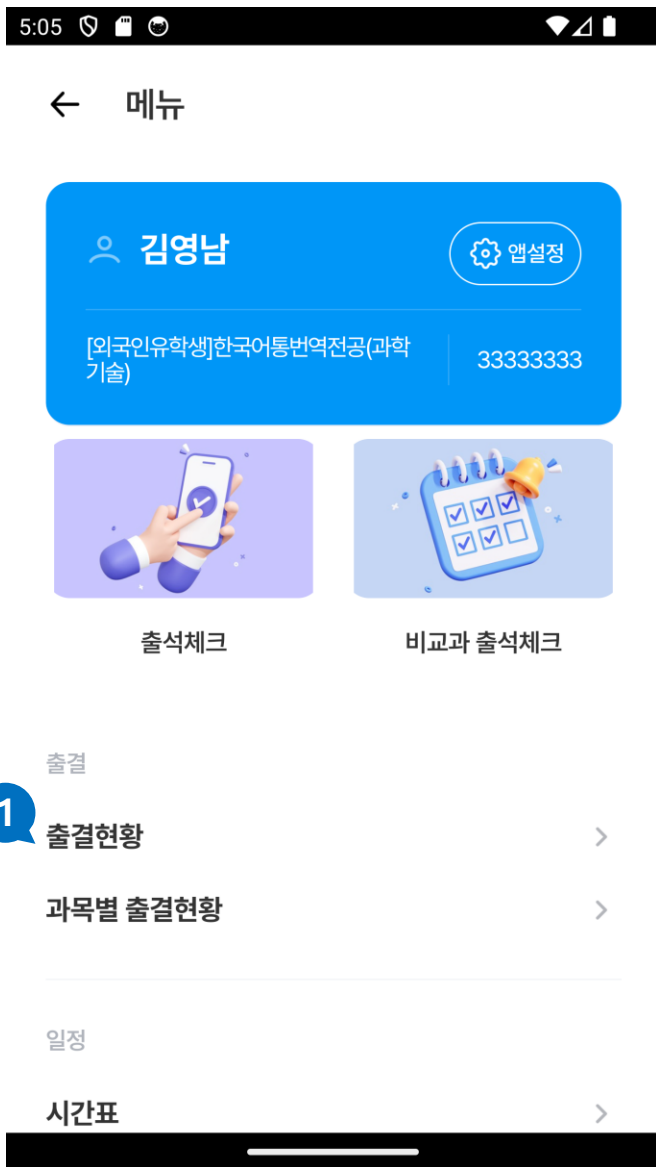 5:05
메뉴
김영남
앱설정
[외국인유학생]한국어통번역전공(과학
기술)
33333333
출석체크
비교과 출석체크
출결
1
출결현황
과목별 출결현황
일정
시간표